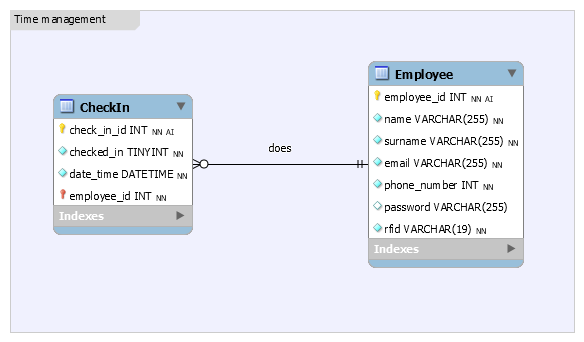 Time management
CheckIn
check_in_id INT NN AI
checked_in TINYINT NN
date_time DATETIME NN
employee_id INT NN
Indexes
does
Employee
employee_id INT NN AI
name VARCHAR(255) NN
surname VARCHAR(255) NN
email VARCHAR(255) NN
phone_number INT NN
password VARCHAR(255)
rfid VARCHAR(19) NN
Indexes